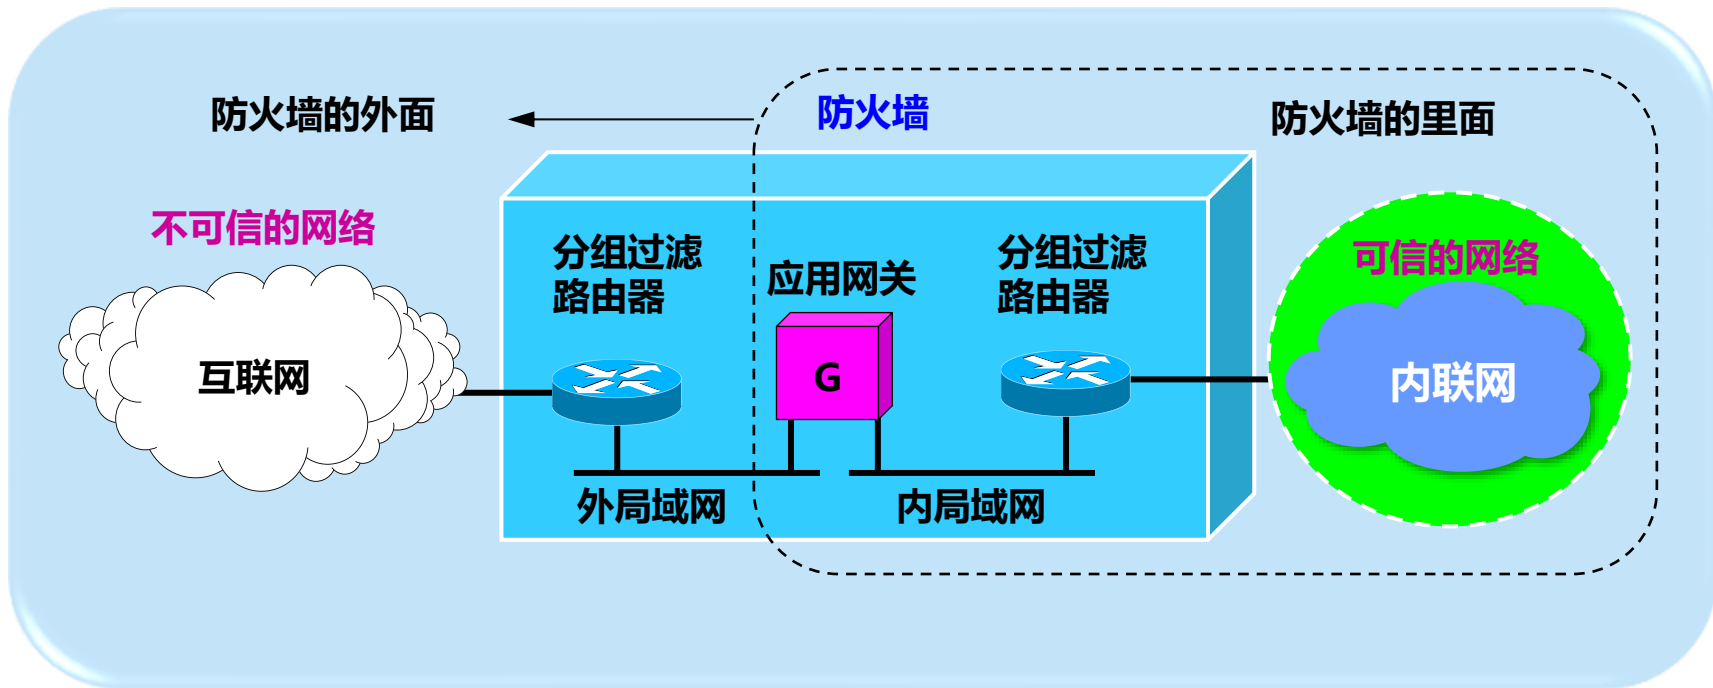 防火墙的外面
防火墙
防火墙的里面
不可信的网络
分组过滤
路由器
应用网关
分组过滤
路由器
可信的网络
互联网
G
内联网
外局域网
内局域网